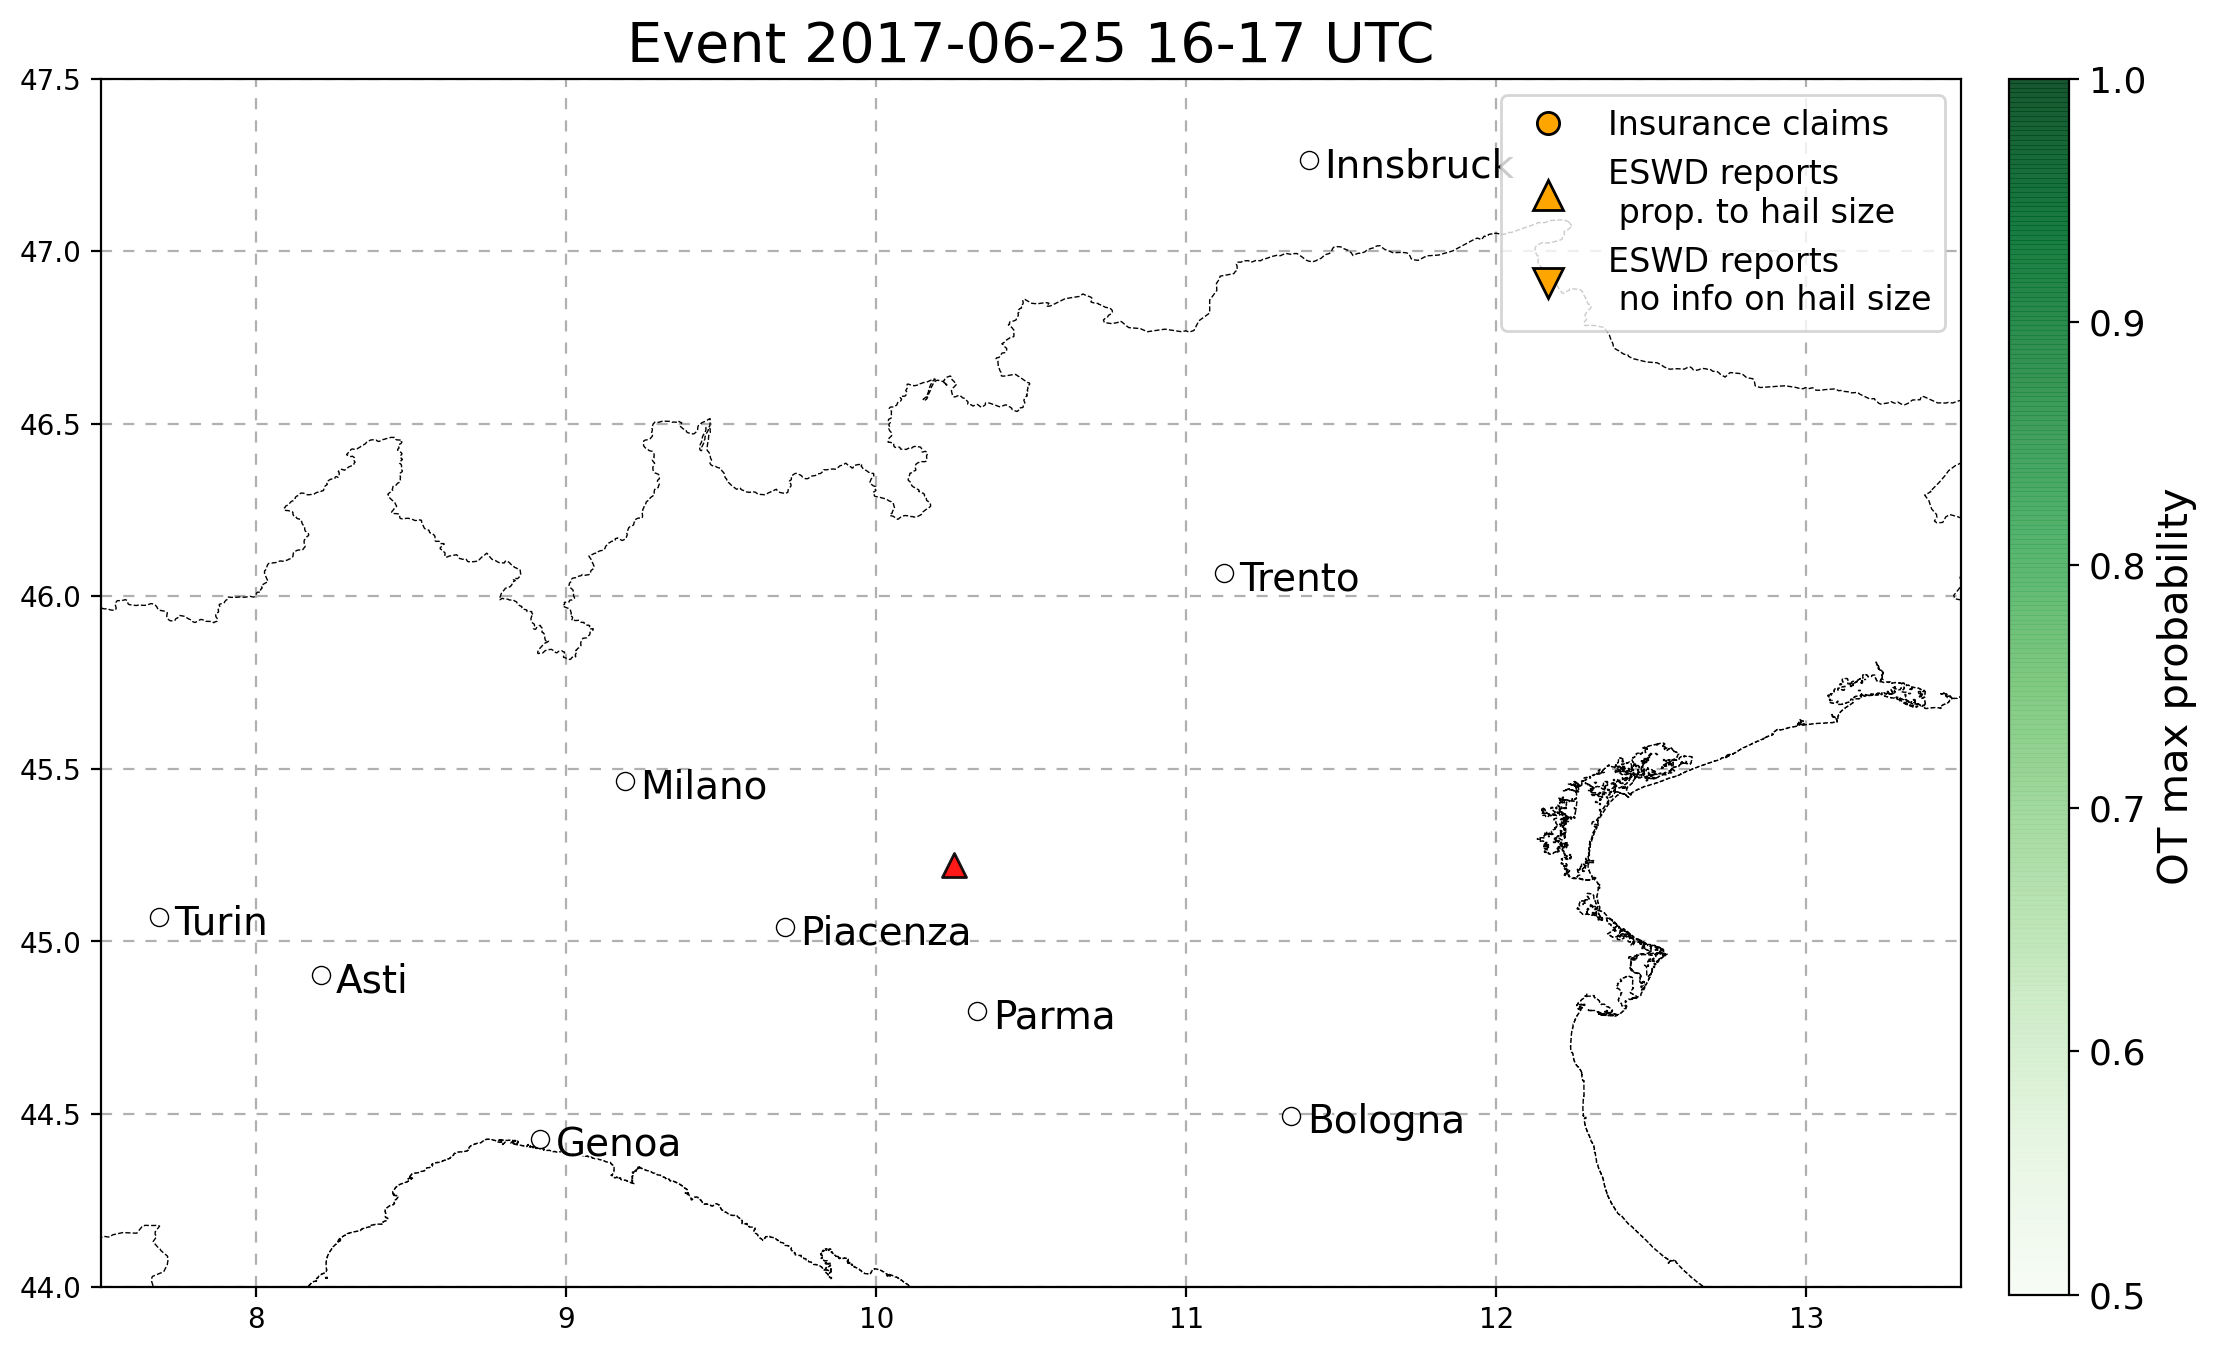 Event 2017-06-25 16-17 UTC
47.5
47.0
46.5
46.0
45.5
45.0
44.5
44.0
8
9
10
11
12
13
Insurance claims
ESWD reports
prop. to hail size
ESWD reports
no info on hail size
Innsbruck
Trento
Milano
Turin
Piacenza
Asti
Parma
Bologna
Genoa
1.0
0.9
0.8
0.7
0.6
0.5
OT max probability